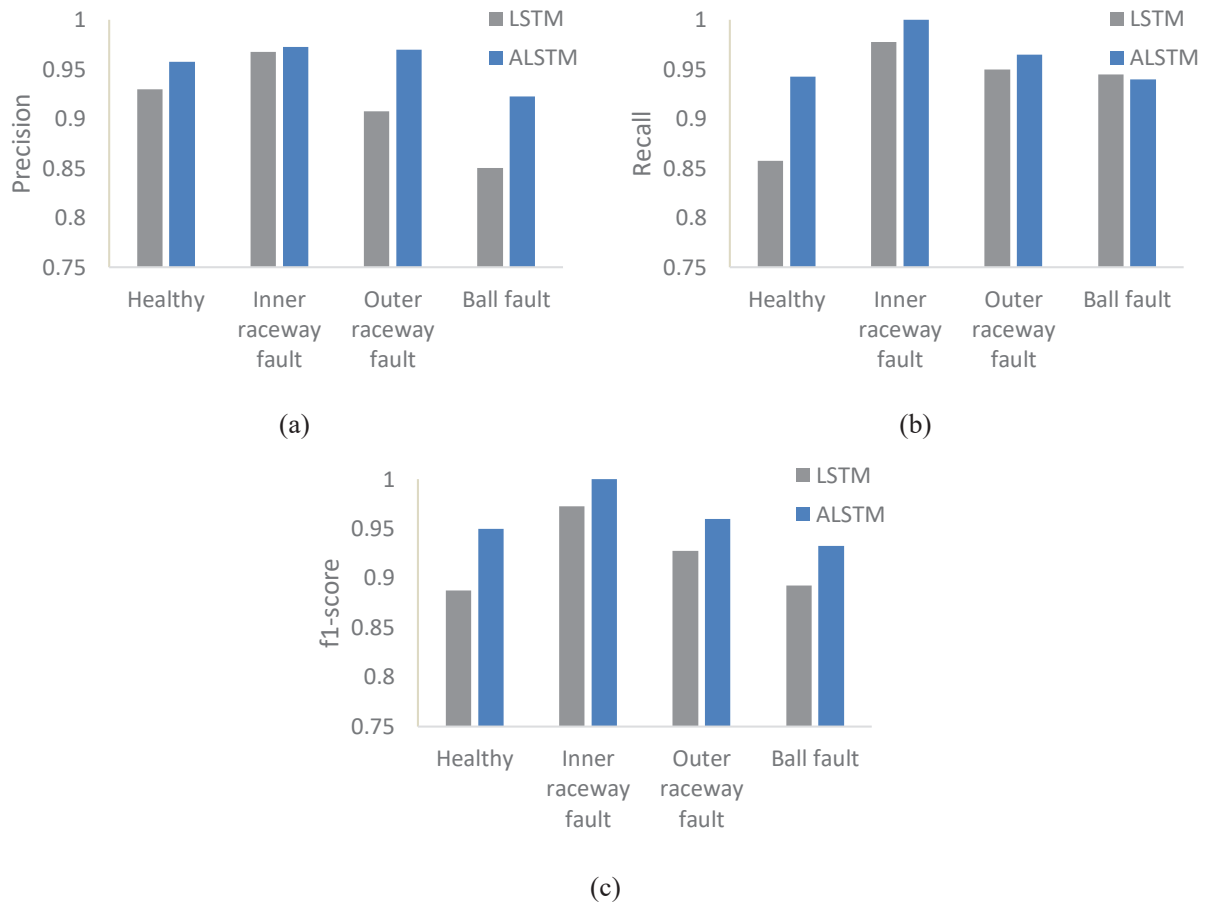 1
0.95
0.9
0.85
0.8
0.75
Precision
LSTM
ALSTM
Healthy
Inner
raceway
fault
Outer
raceway
fault
Ball fault
(a)
1
0.95
0.9
0.85
0.8
0.75
Recall
LSTM
ALSTM
Healthy
Inner
raceway
fault
Outer
raceway
fault
Ball fault
(b)
1
0.95
0.9
0.85
0.8
0.75
f1-score
LSTM
ALSTM
Healthy
Inner
raceway
fault
Outer
raceway
fault
Ball fault
(c)